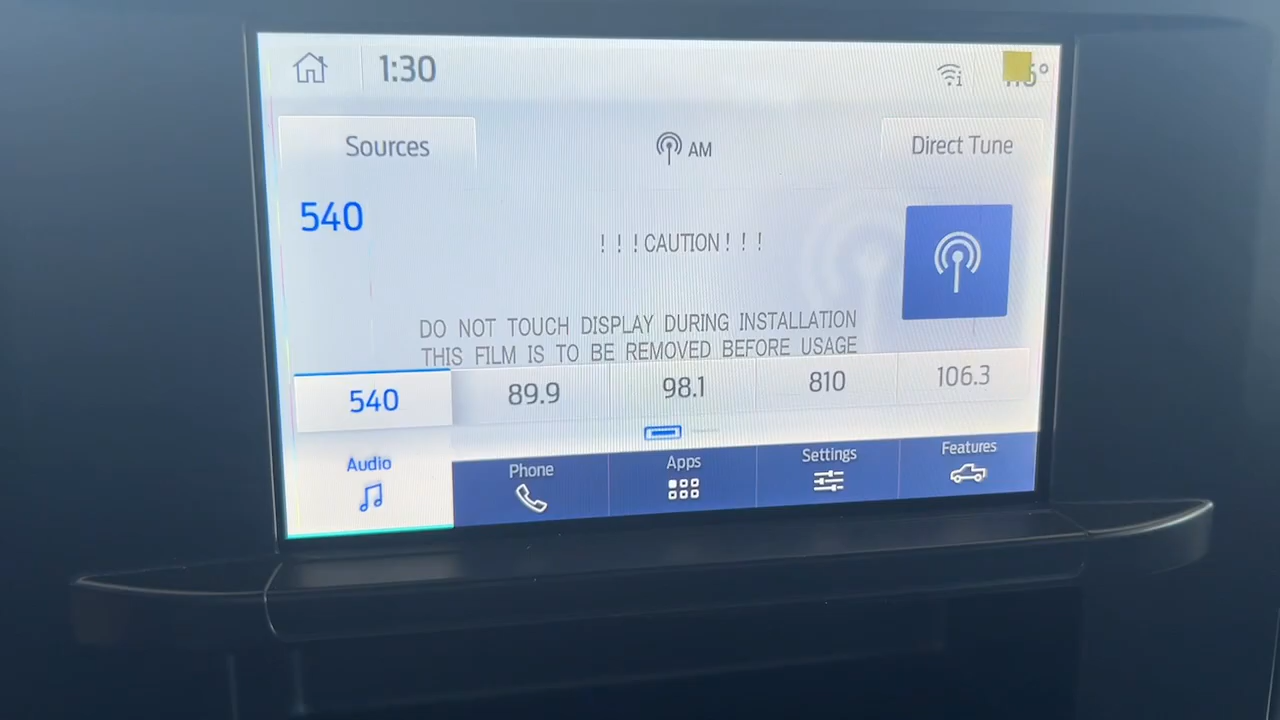 1:30
Sources
AM
Direct Tune
540
! ! ! CAUTION ! ! !
DO NOT TOUCH DISPLAY DURING INSTALLATION
THIS FILM IS TO BE REMOVED BEFORE USAGE
540 89.9 98.1 810 106.3
Audio Phone Apps Settings Features